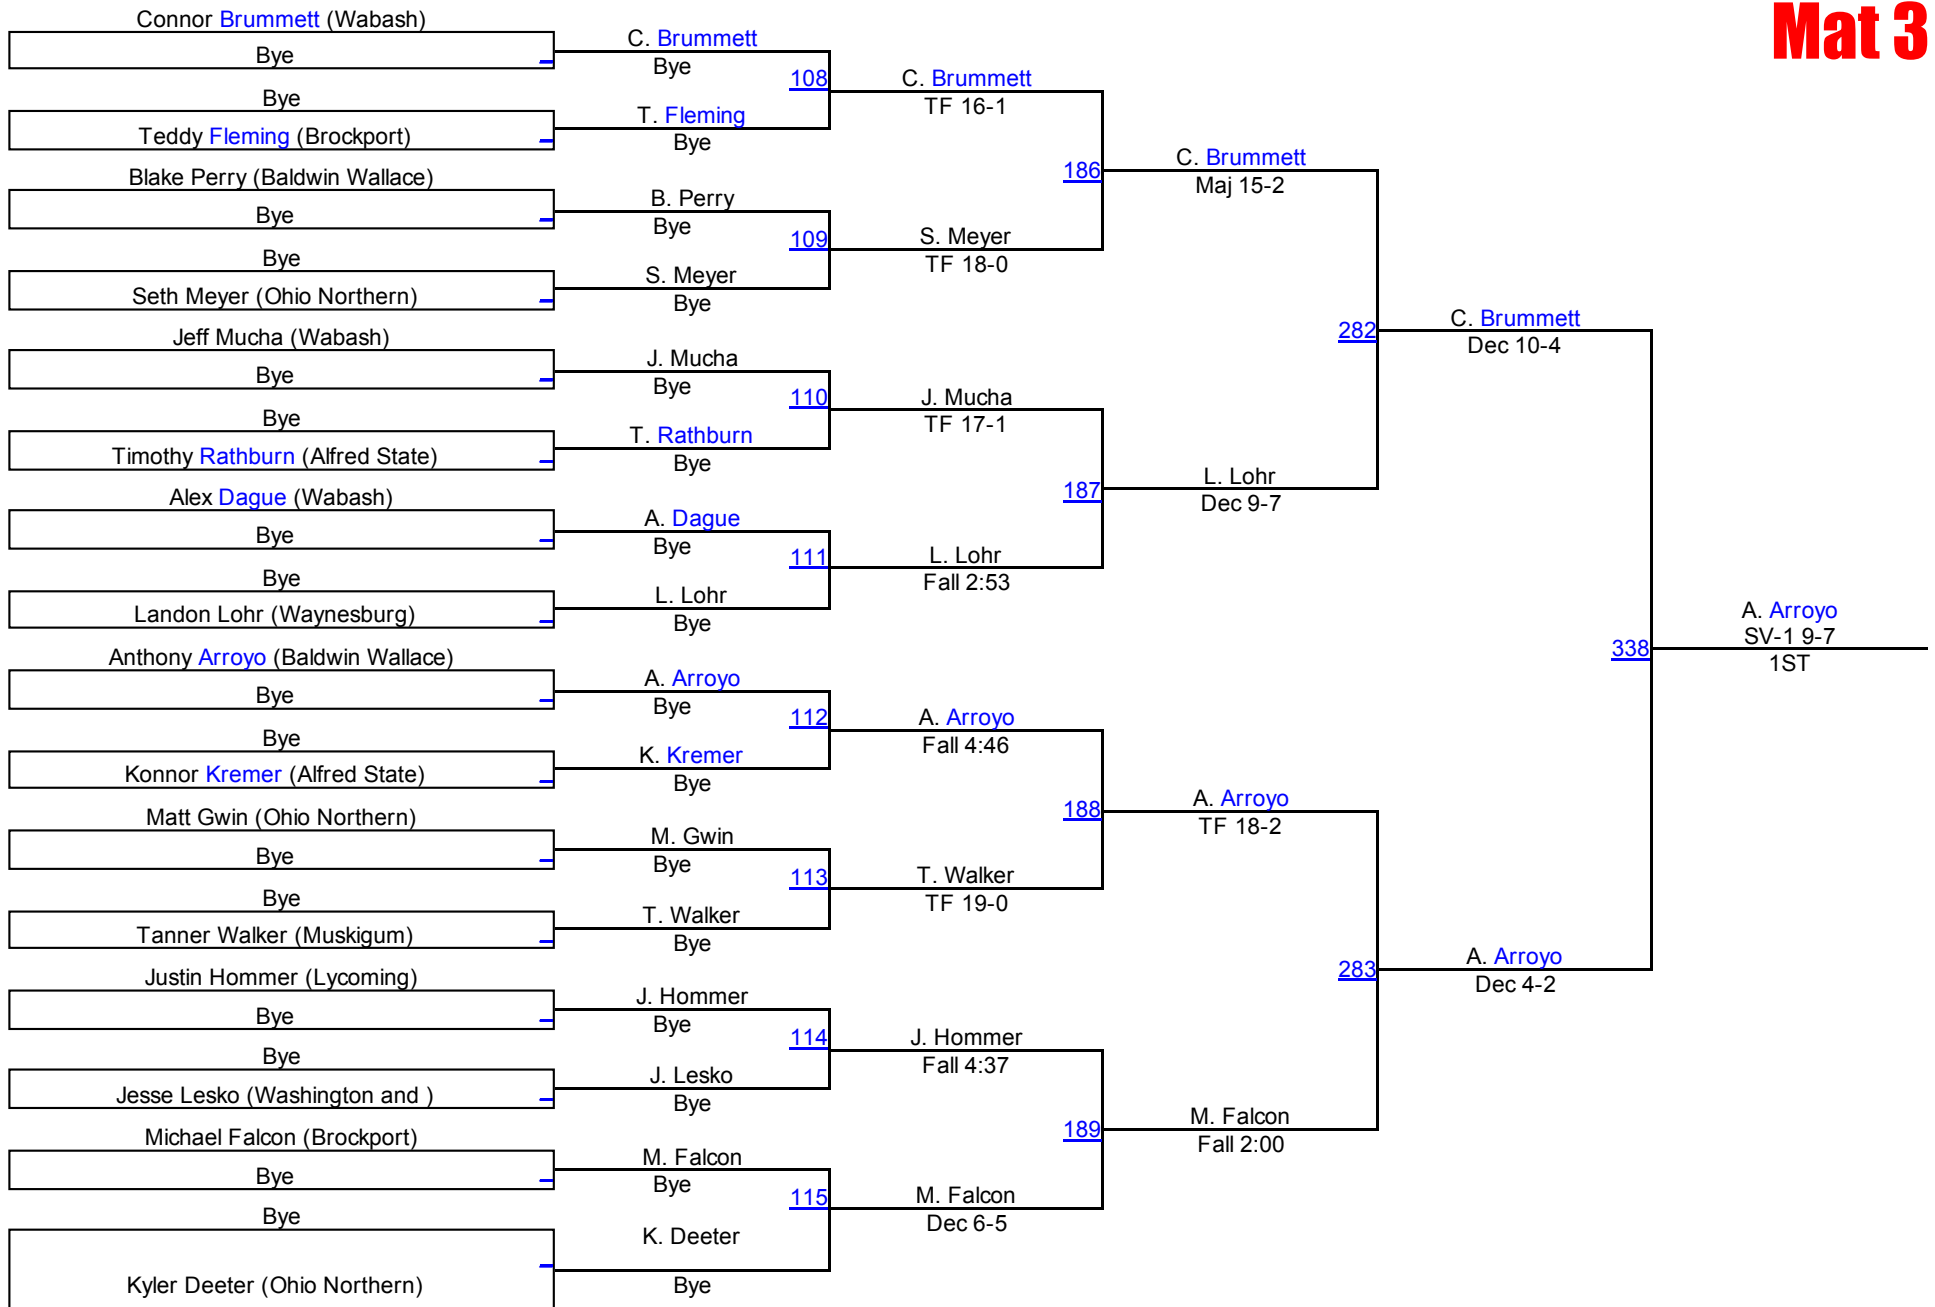 Mat 3
Connor Brummett (Wabash)
Bye
Bye
Teddy Fleming (Brockport)
Blake Perry (Baldwin Wallace)
Bye
Bye
Seth Meyer (Ohio Northern)
Jeff Mucha (Wabash)
Bye
Bye
Timothy Rathburn (Alfred State)
Alex Dague (Wabash)
Bye
Bye
Landon Lohr (Waynesburg)
Anthony Arroyo (Baldwin Wallace)
Bye
Bye
Konnor Kremer (Alfred State)
Matt Gwin (Ohio Northern)
Bye
Bye
Tanner Walker (Muskigum)
Justin Hommer (Lycoming)
Bye
Bye
Jesse Lesko (Washington and )
Michael Falcon (Brockport)
Bye
Bye
Kyler Deeter (Ohio Northern)
C. Brummett
Bye
108
T. Fleming
Bye
B. Perry
Bye
109
S. Meyer
Bye
J. Mucha
Bye
110
T. Rathburn
Bye
A. Dague
Bye
111
L. Lohr
Bye
A. Arroyo
Bye
112
K. Kremer
Bye
M. Gwin
Bye
113
T. Walker
Bye
J. Hommer
Bye
114
J. Lesko
Bye
M. Falcon
Bye
115
K. Deeter
Bye
C. Brummett
TF 16-1
186
S. Meyer
TF 18-0
J. Mucha
TF 17-1
187
L. Lohr
Fall 2:53
A. Arroyo
Fall 4:46
188
T. Walker
TF 19-0
J. Hommer
Fall 4:37
189
M. Falcon
Dec 6-5
C. Brummett
Maj 15-2
282
L. Lohr
Dec 9-7
A. Arroyo
TF 18-2
283
M. Falcon
Fall 2:00
C. Brummett
Dec 10-4
338
A. Arroyo
Dec 4-2
A. Arroyo
SV-1 9-7
1ST